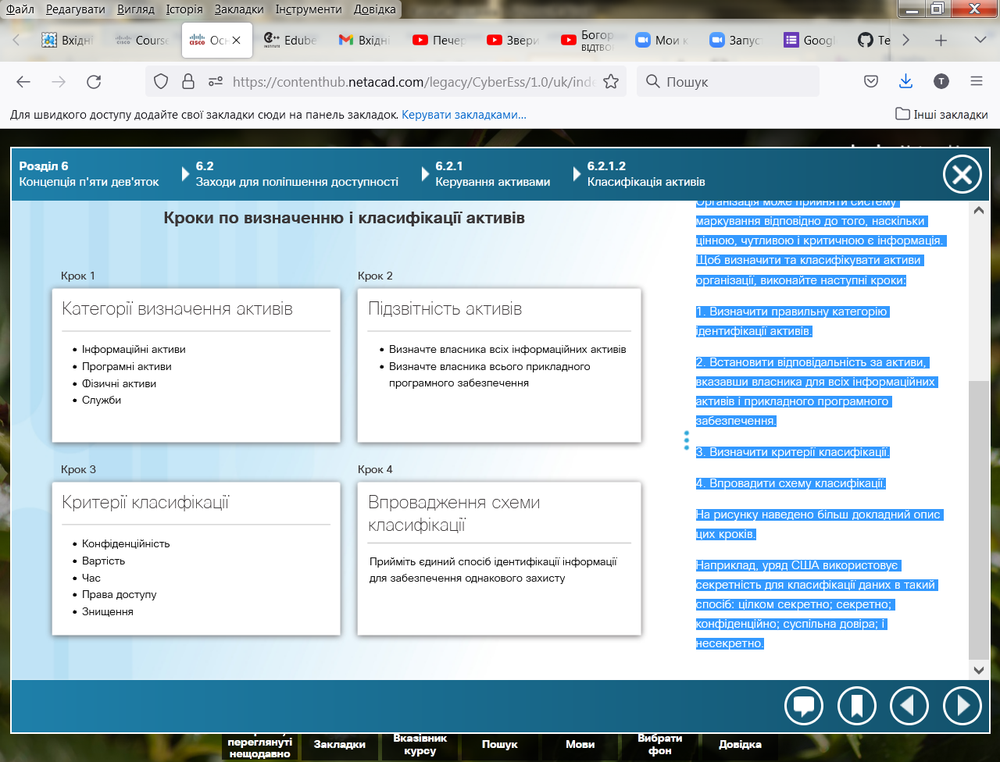 Файл Редагувати Вигляд Історія Закладки Інструменти Довідка
Вхідні
Course
Осн
Edube
Вхідні
Печер
Звери
Богор
Мои к
Запус
Googl
Те
https://contenthub.netacad.com/legacy/CyberEss/1.0/uk/inde
Пошук
Для швидкого доступу додайте свої закладки сюди на панель закладок. Керувати закладками...
Інші закладки
Розділ 6
Концепція п'яти дев'яток
6.2
Заходи для поліпшення доступності
6.2.1
Керування активами
6.2.1.2
Класифікація активів
Кроки по визначенню і класифікації активів
Крок 1
Категорії визначення активів
• Інформаційні активи
• Програмні активи
• Фізичні активи
• Служби
Крок 2
Підзвітність активів
• Визначте власника всіх інформаційних активів
• Визначте власника всього прикладного
програмного забезпечення
Крок 3
Критерії класифікації
• Конфіденційність
• Вартість
• Час
• Права доступу
• Знищення
Крок 4
Впровадження схеми
класифікації
Прийміть єдиний спосіб ідентифікації інформації
для забезпечення однакового захисту
Організація може прийняти систему
маркування відповідно до того, наскільки
цінною, чутливою і критичною є інформація.
Щоб визначити та класифікувати активи
організації, виконайте наступні кроки:
1. Визначити правильну категорію
ідентифікації активів.
2. Встановити відповідальність за активи,
вказавши власника для всіх інформаційних
активів і прикладного програмного
забезпечення.
3. Визначити критерії класифікації.
4. Впровадити схему класифікації.
На рисунку наведено більш докладний опис
цих кроків.
Наприклад, уряд США використовує
секретність для класифікації даних в такий
спосіб: цілком секретно; секретно;
конфіденційно; суспільна довіра; і
несекретно.
переглянуті
нещодавно
Закладки
Вказівник
курсу
Пошук
Мови
Вибрати
фон
Довідка